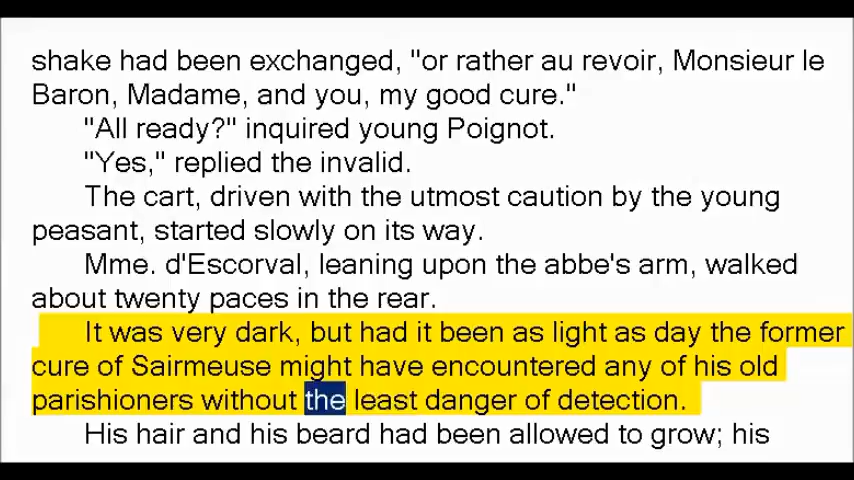 shake had been exchanged, "or rather au revoir, Monsieur le
Baron, Madame, and you, my good cure."
"All ready?" inquired young Poignot.
"Yes," replied the invalid.
The cart, driven with the utmost caution by the young
peasant, started slowly on its way.
Mme. d'Escorval, leaning upon the abbe's arm, walked
about twenty paces in the rear.
It was very dark, but had it been as light as day the former
cure of Sairmeuse might have encountered any of his old
parishioners without the least danger of detection.
His hair and his beard had been allowed to grow; his